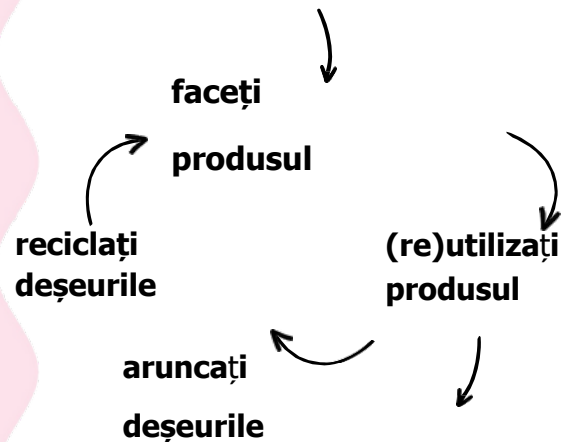 faceți
produsul
reciclați
deșeurile
(re)utilizați
produsul
aruncați
deșeurile